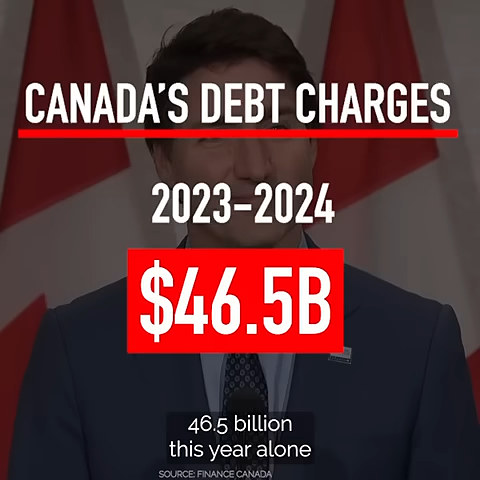 CANADA'S DEBT CHARGES
2023-2024
$46.5B
46.5 billion
this year alone
SOURCE: FINANCE CANADA